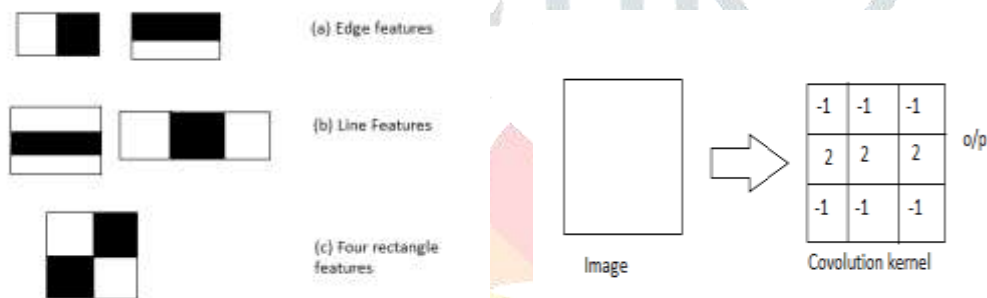 (a) Edge features
(b) Line Features
(c) Four rectangle
features
Image
-1 -1 -1
2 2 2
-1 -1 -1
o/p
Covolution kernel